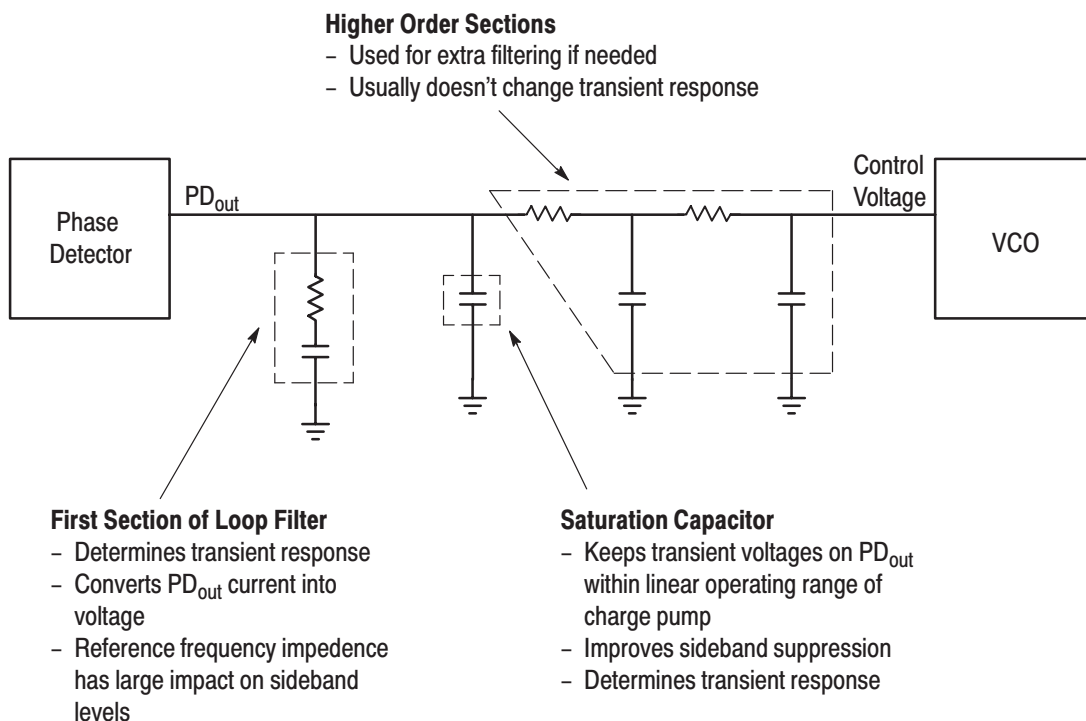 Higher Order Sections
– Used for extra filtering if needed
– Usually doesn't change transient response
Phase
Detector
PDout
Control
Voltage
VCO
First Section of Loop Filter
– Determines transient response
– Converts PDout current into
voltage
– Reference frequency impedence
has large impact on sideband
levels
Saturation Capacitor
– Keeps transient voltages on PDout
within linear operating range of
charge pump
– Improves sideband suppression
– Determines transient response